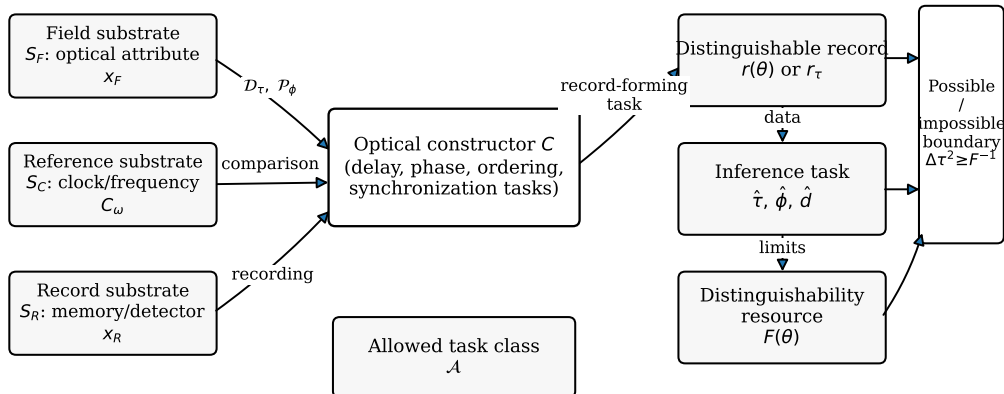 Field substrate
S_F: optical attribute
x_F
𝒟_τ, 𝒫_ϕ
Reference substrate
S_C: clock/frequency
C_ω
comparison
Record substrate
S_R: memory/detector
x_R
recording
Optical constructor C
(delay, phase, ordering,
synchronization tasks)
Allowed task class
𝒜
record-forming
task
Distinguishable record
r(θ) or r_τ
data
Inference task
τ̂, ϕ̂, d̂
limits
Distinguishability
resource
F(θ)
Possible
/
impossible
boundary
Δτ²≥F⁻¹